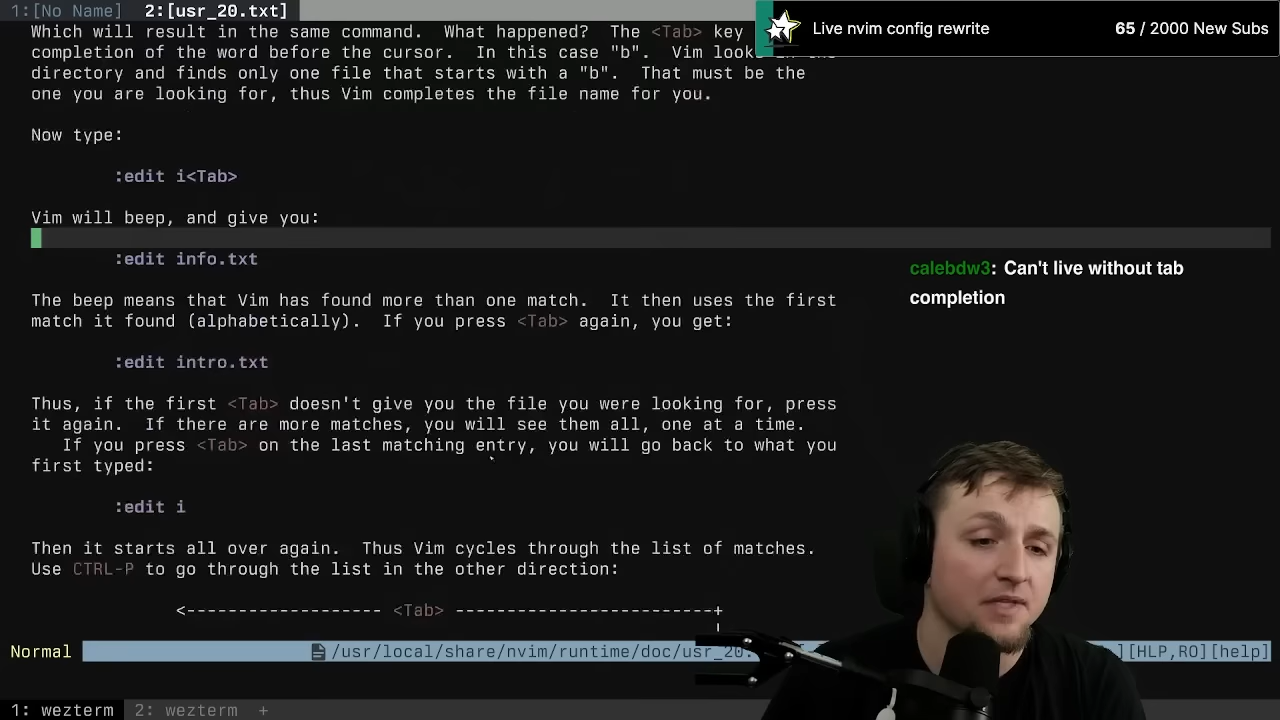 1:[No Name]  2:[usr_20.txt]
Live nvim config rewrite
65 / 2000 New Subs
Which will result in the same command.  What happened?  The <Tab> key
completion of the word before the cursor.  In this case "b".  Vim looks in the
directory and finds only one file that starts with a "b".  That must be the
one you are looking for, thus Vim completes the file name for you.
Now type:
:edit i<Tab>
Vim will beep, and give you:
:edit info.txt
calebdw3: Can't live without tab
completion
The beep means that Vim has found more than one match.  It then uses the first
match it found (alphabetically).  If you press <Tab> again, you get:
:edit intro.txt
Thus, if the first <Tab> doesn't give you the file you were looking for, press
it again.  If there are more matches, you will see them all, one at a time.
If you press <Tab> on the last matching entry, you will go back to what you
first typed:
:edit i
Then it starts all over again.  Thus Vim cycles through the list of matches.
Use CTRL-P to go through the list in the other direction:
<------------------- <Tab> -------------------------+
Normal
/usr/local/share/nvim/runtime/doc/usr_20.
][HLP,RO][help]
1: wezterm  2: wezterm  +